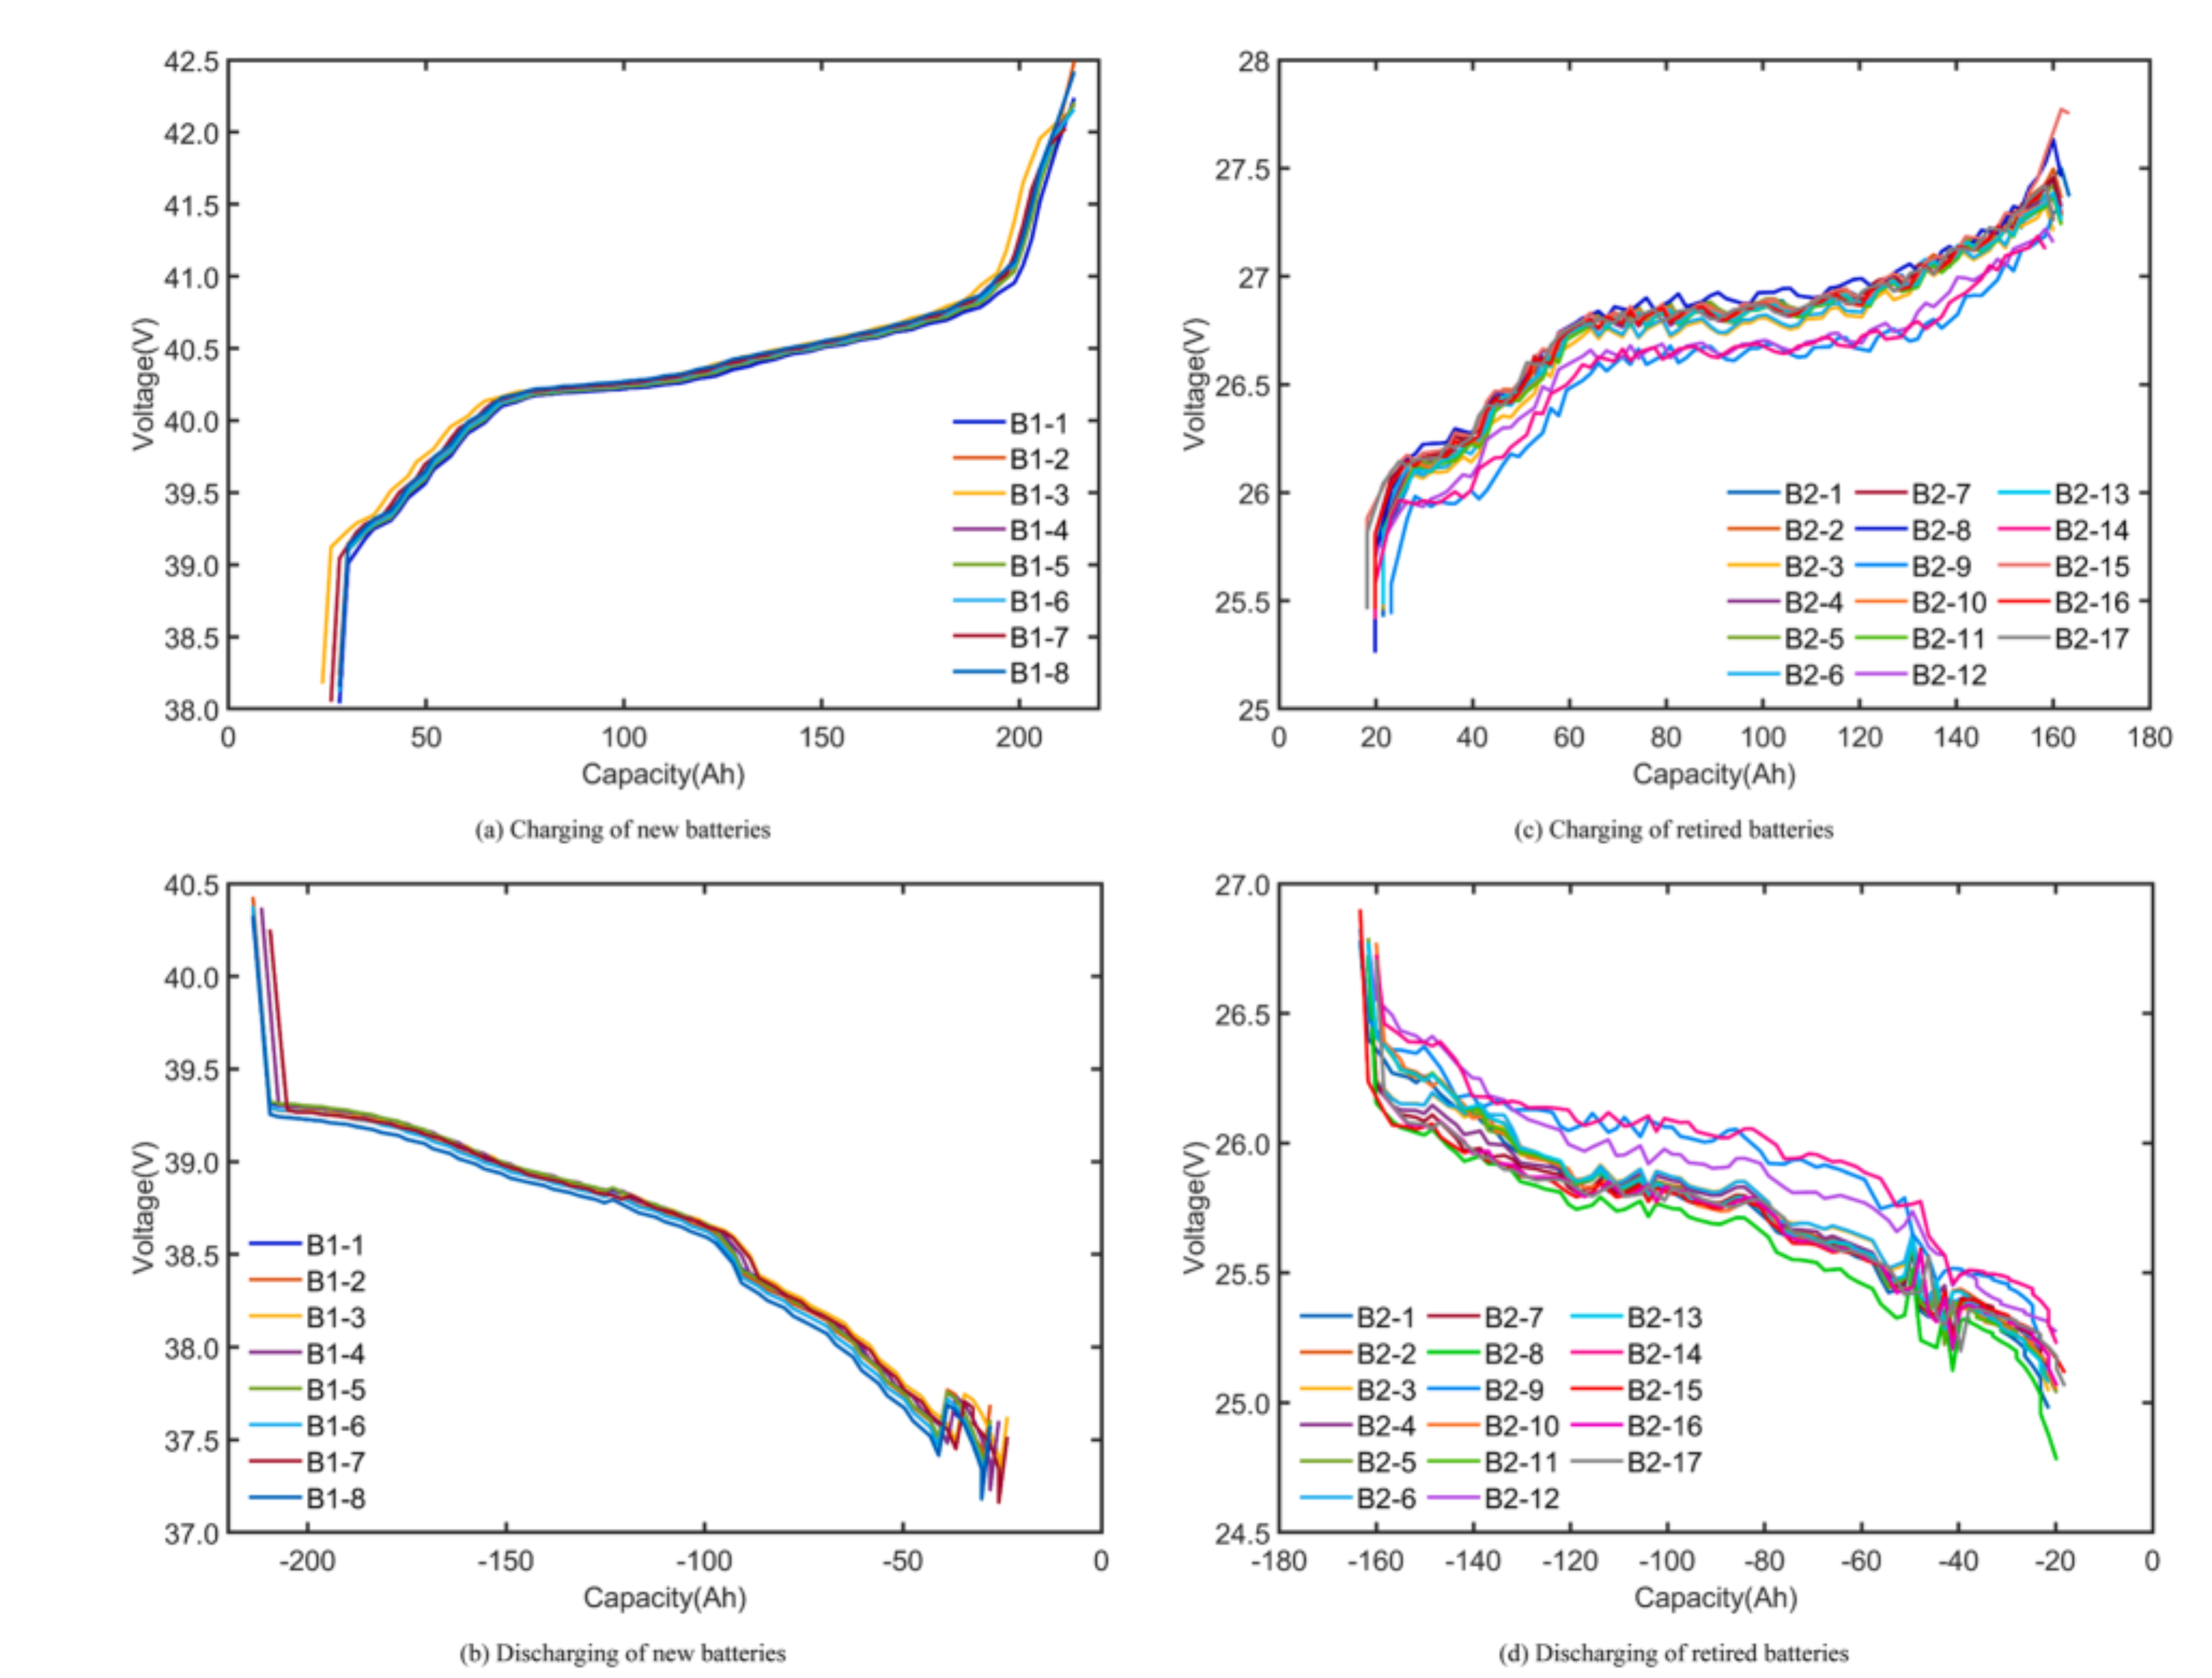 42.5
42.0
41.5
41.0
40.5
40.0
39.5
39.0
38.5
38.0
Voltage(V)
B1-1
B1-2
B1-3
B1-4
B1-5
B1-6
B1-7
B1-8
0 50 100 150 200
Capacity(Ah)
(a) Charging of new batteries
28
27.5
27
26.5
26
25.5
25
Voltage(V)
B2-1 B2-7 B2-13
B2-2 B2-8 B2-14
B2-3 B2-9 B2-15
B2-4 B2-10 B2-16
B2-5 B2-11 B2-17
B2-6 B2-12
0 20 40 60 80 100 120 140 160 180
Capacity(Ah)
(c) Charging of retired batteries
40.5
40.0
39.5
39.0
38.5
38.0
37.5
37.0
Voltage(V)
B1-1
B1-2
B1-3
B1-4
B1-5
B1-6
B1-7
B1-8
-200 -150 -100 -50 0
Capacity(Ah)
(b) Discharging of new batteries
27.0
26.5
26.0
25.5
25.0
24.5
Voltage(V)
B2-1 B2-7 B2-13
B2-2 B2-8 B2-14
B2-3 B2-9 B2-15
B2-4 B2-10 B2-16
B2-5 B2-11 B2-17
B2-6 B2-12
-180 -160 -140 -120 -100 -80 -60 -40 -20 0
Capacity(Ah)
(d) Discharging of retired batteries